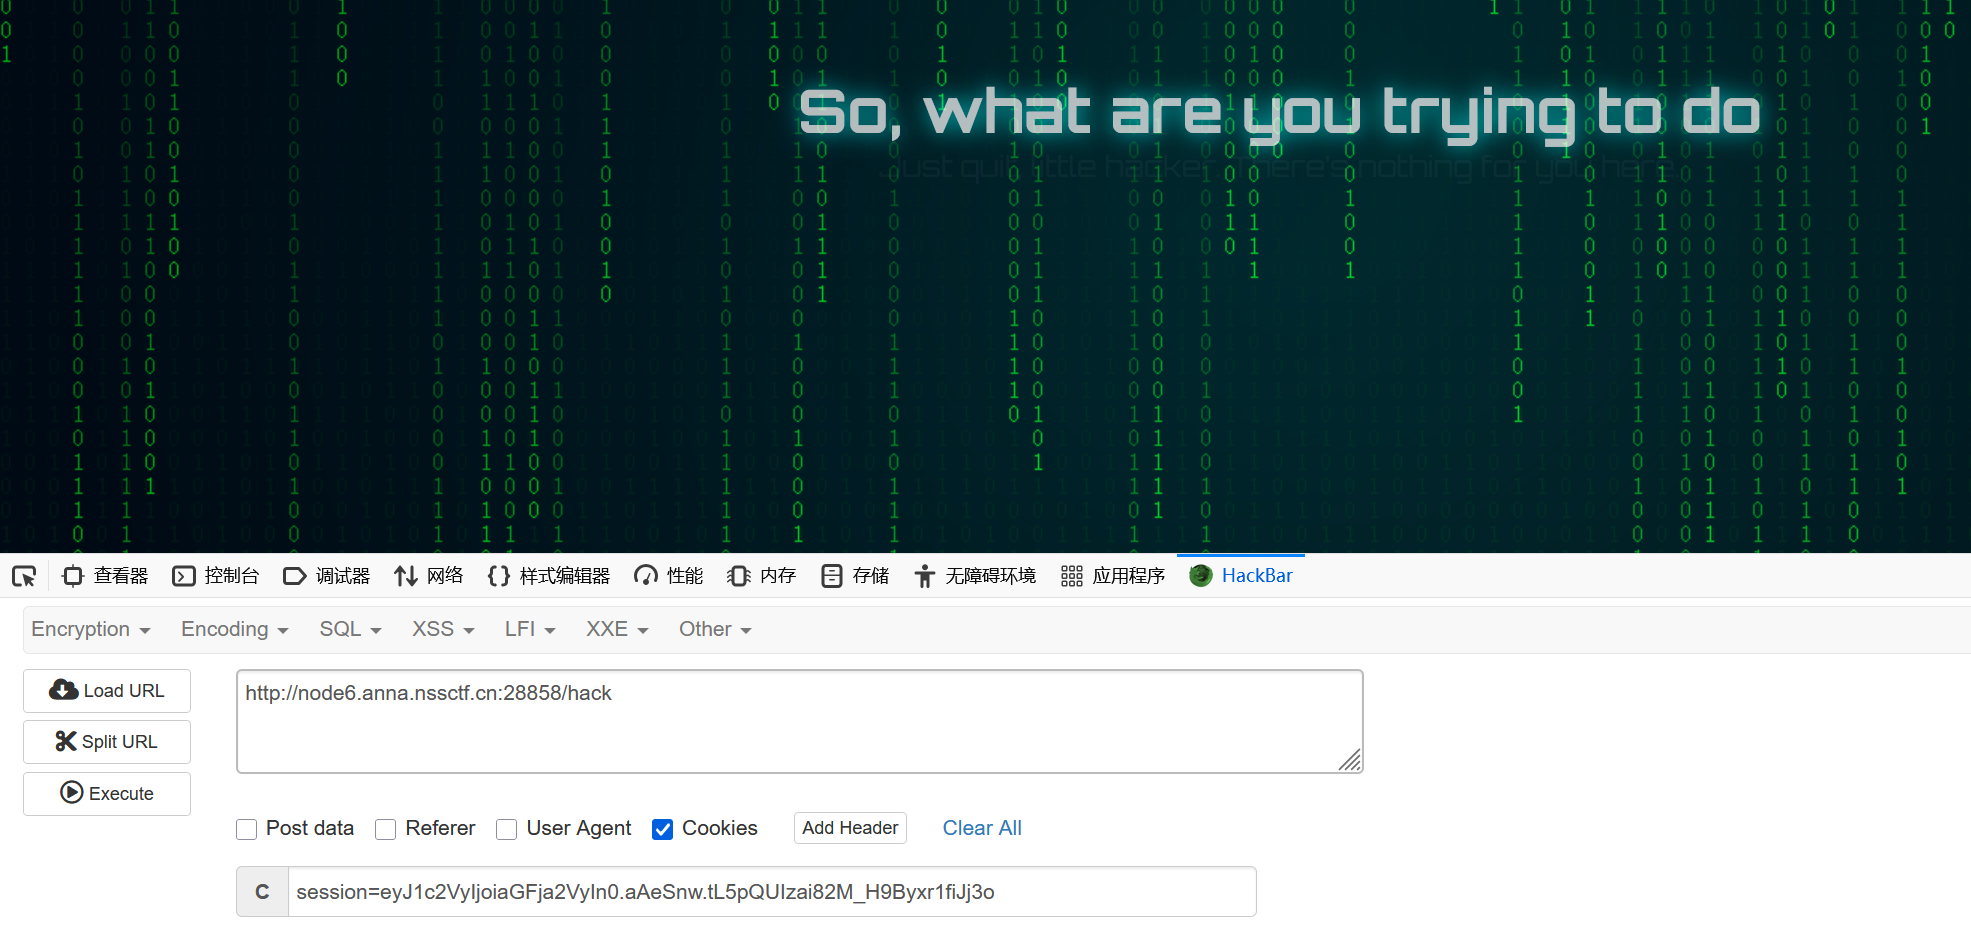 So, what are you trying to do
Just quit little hacker. There's nothing for you here.
查看器 控制台 调试器 网络 样式编辑器 性能 内存 存储 无障碍环境 应用程序 HackBar
Encryption Encoding SQL XSS LFI XXE Other
Load URL
http://node6.anna.nssctf.cn:28858/hack
Split URL
Execute
Post data Referer User Agent Cookies Add Header Clear All
C session=eyJ1c2VyIjoiaGFja2VyIn0.aAeSnw.tL5pQUIzai82M_H9Byxr1fiJj3o